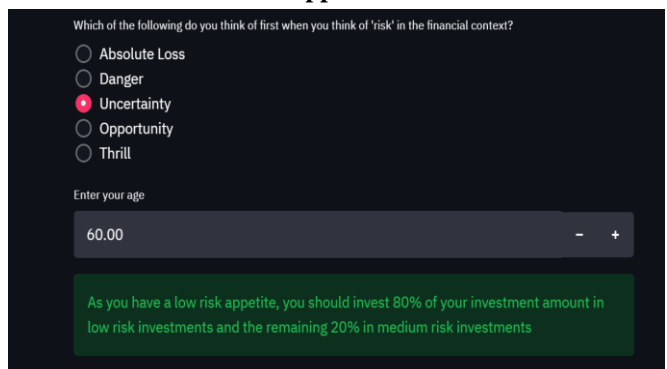 Which of the following do you think of first when you think of 'risk' in the financial context?
Absolute Loss
Danger
Uncertainty
Opportunity
Thrill
Enter your age
60.00
- +
As you have a low risk appetite, you should invest 80% of your investment amount in
low risk investments and the remaining 20% in medium risk investments